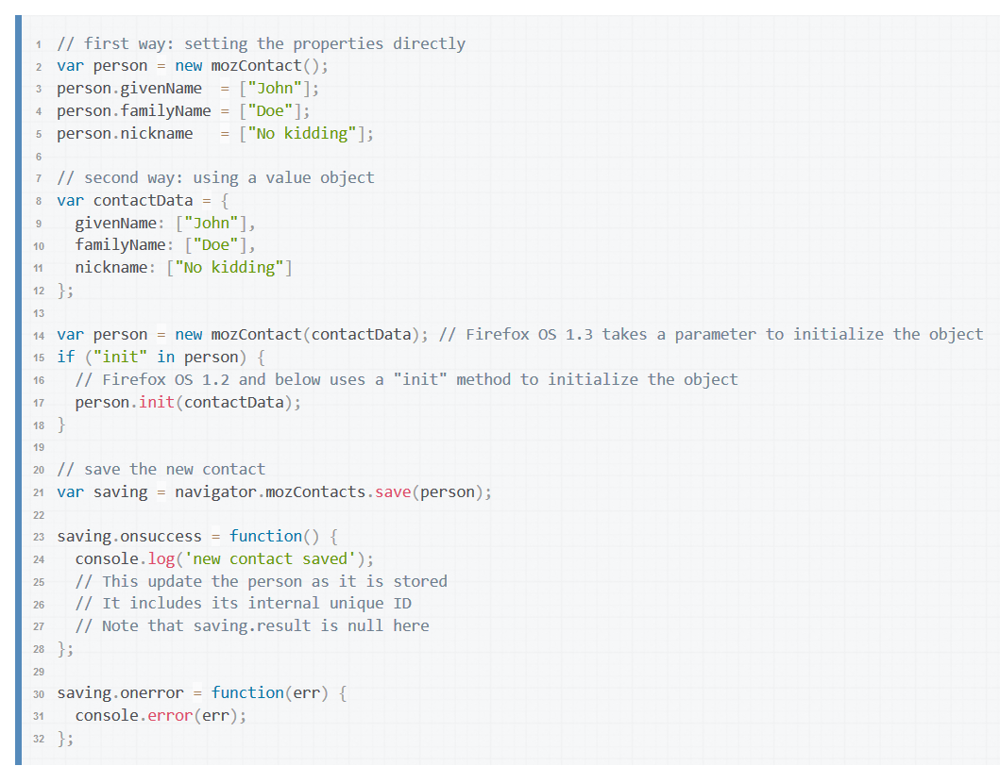 1 // first way: setting the properties directly
2 var person = new mozContact();
3 person.givenName  = ["John"];
4 person.familyName = ["Doe"];
5 person.nickname   = ["No kidding"];
6
7 // second way: using a value object
8 var contactData = {
9   givenName: ["John"],
10   familyName: ["Doe"],
11   nickname: ["No kidding"]
12 };
13
14 var person = new mozContact(contactData); // Firefox OS 1.3 takes a parameter to initialize the object
15 if ("init" in person) {
16   // Firefox OS 1.2 and below uses a "init" method to initialize the object
17   person.init(contactData);
18 }
19
20 // save the new contact
21 var saving = navigator.mozContacts.save(person);
22
23 saving.onsuccess = function() {
24   console.log('new contact saved');
25   // This update the person as it is stored
26   // It includes its internal unique ID
27   // Note that saving.result is null here
28 };
29
30 saving.onerror = function(err) {
31   console.error(err);
32 };